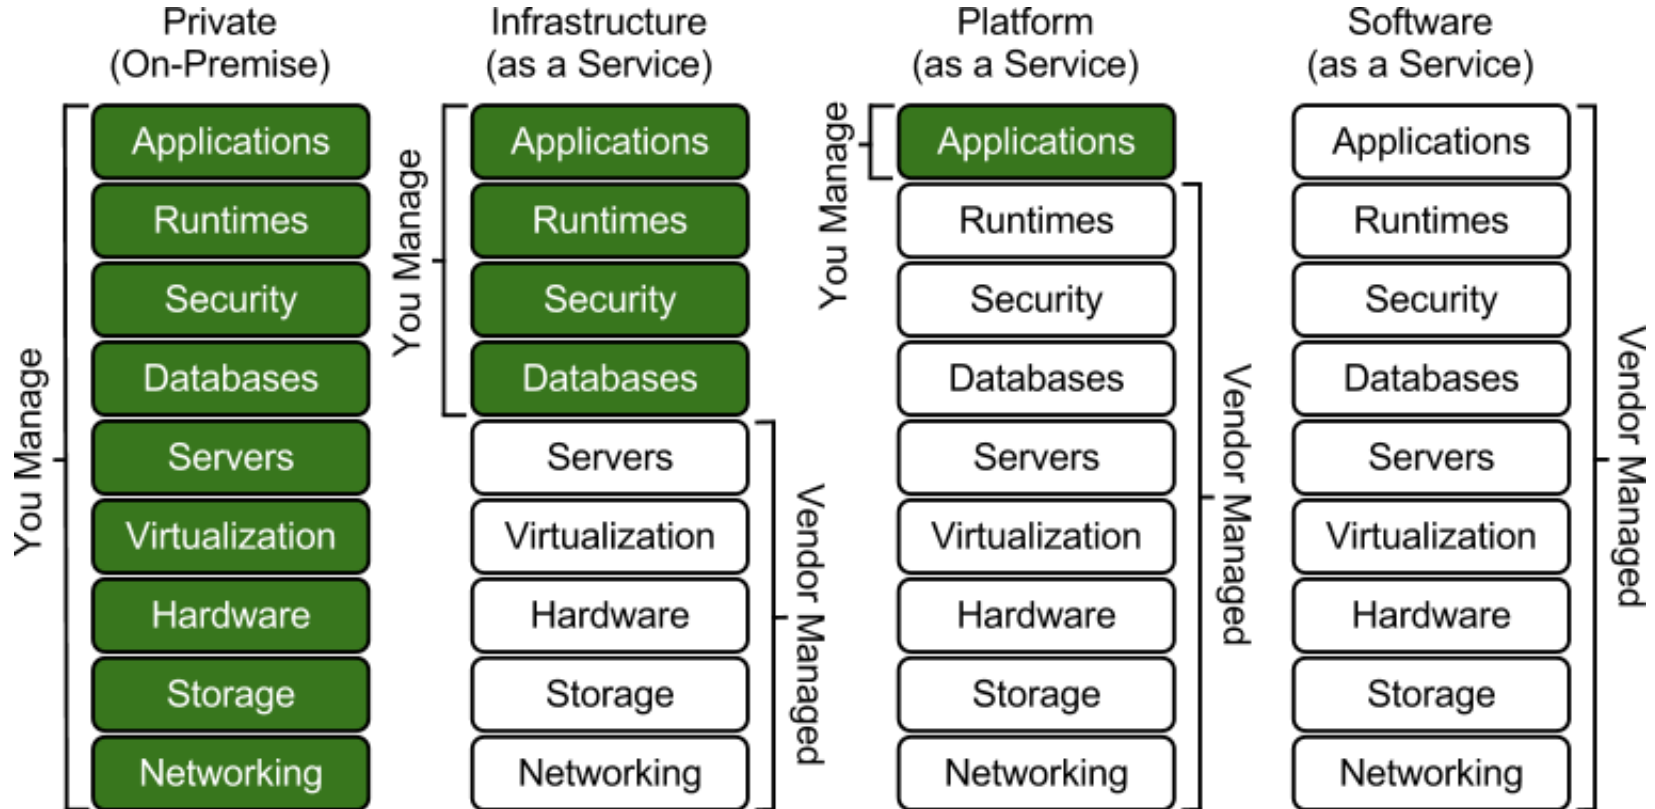 Private
(On-Premise)
You Manage
Applications
Runtimes
Security
Databases
Servers
Virtualization
Hardware
Storage
Networking
Infrastructure
(as a Service)
You Manage
Applications
Runtimes
Security
Databases
Servers
Virtualization
Hardware
Storage
Networking
Vendor Managed
Platform
(as a Service)
You Manage
Applications
Runtimes
Security
Databases
Servers
Virtualization
Hardware
Storage
Networking
Vendor Managed
Software
(as a Service)
Applications
Runtimes
Security
Databases
Servers
Virtualization
Hardware
Storage
Networking
Vendor Managed